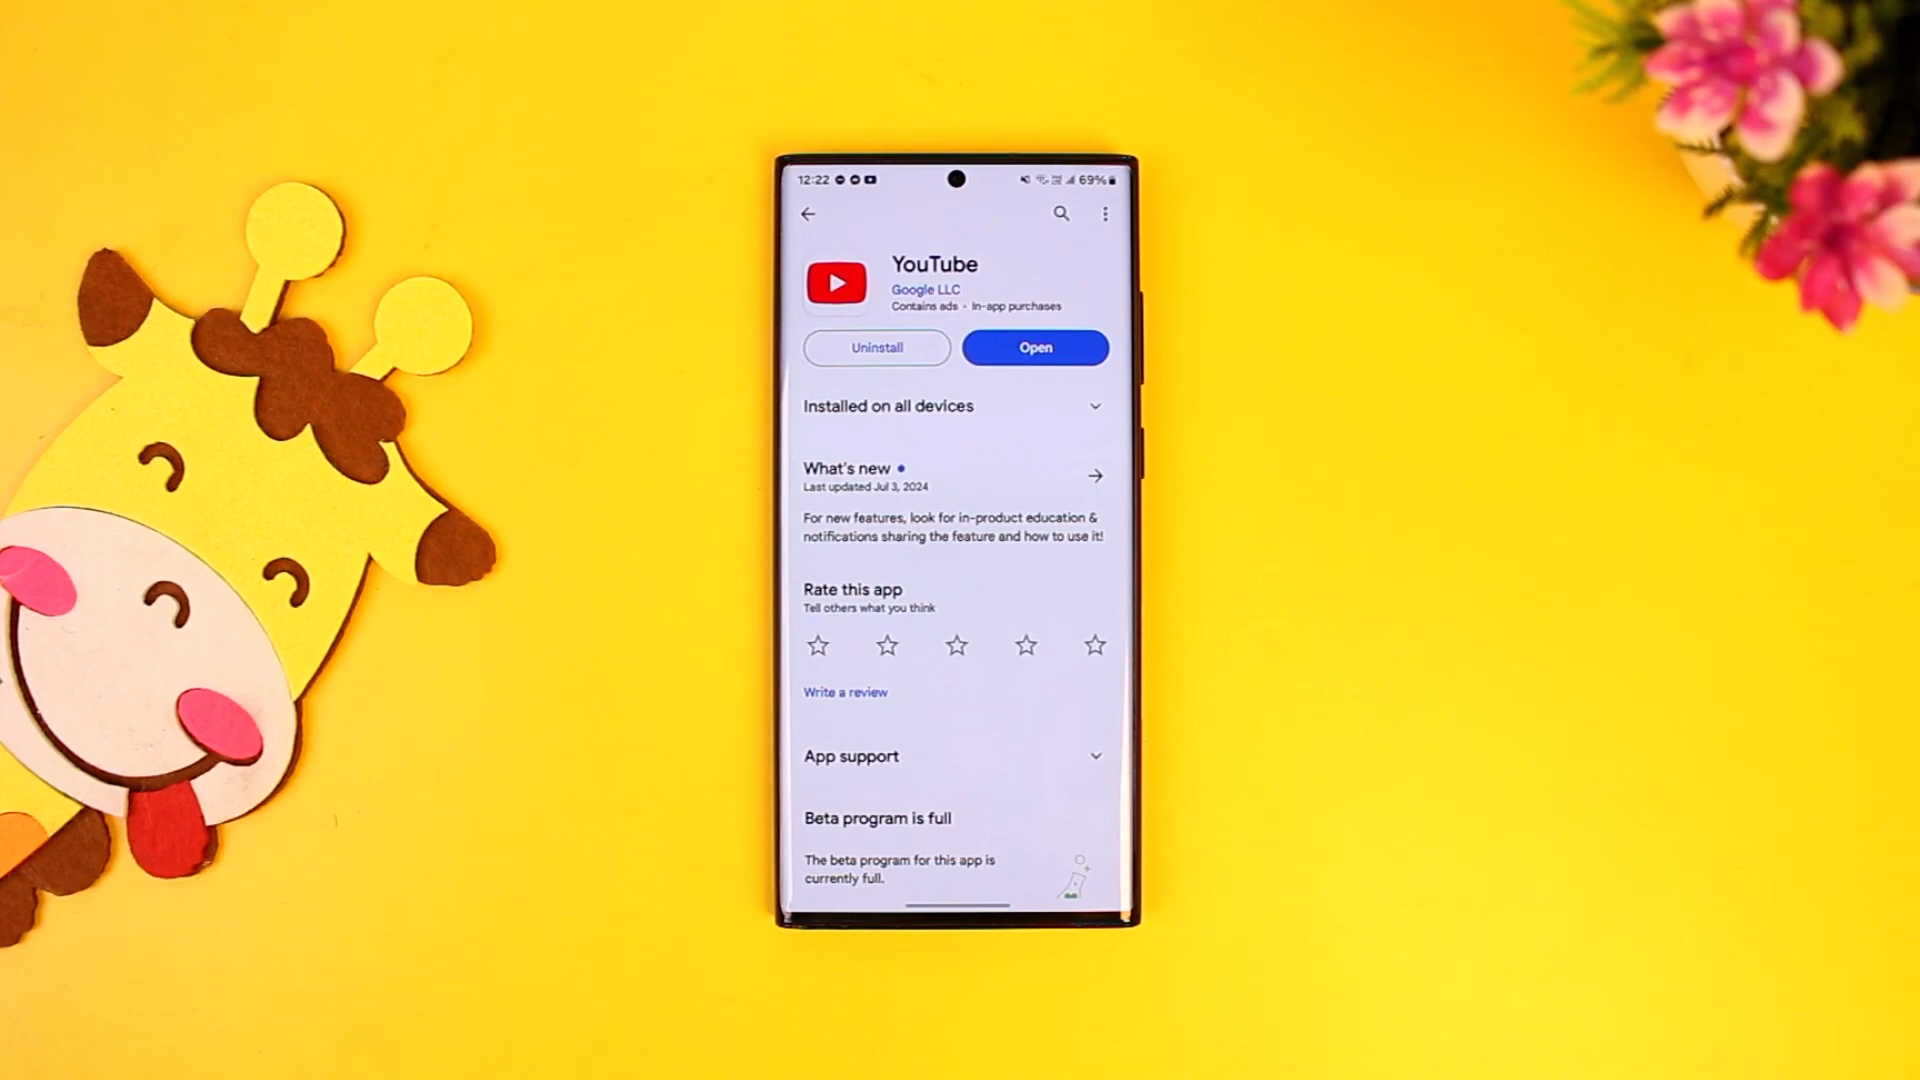 12:22
69%
YouTube
Google LLC
Contains ads • In-app purchases
Uninstall
Open
Installed on all devices
What's new
Last updated Jul 3, 2024
For new features, look for in-product education &
notifications sharing the feature and how to use it!
Rate this app
Tell others what you think
Write a review
App support
Beta program is full
The beta program for this app is
currently full.